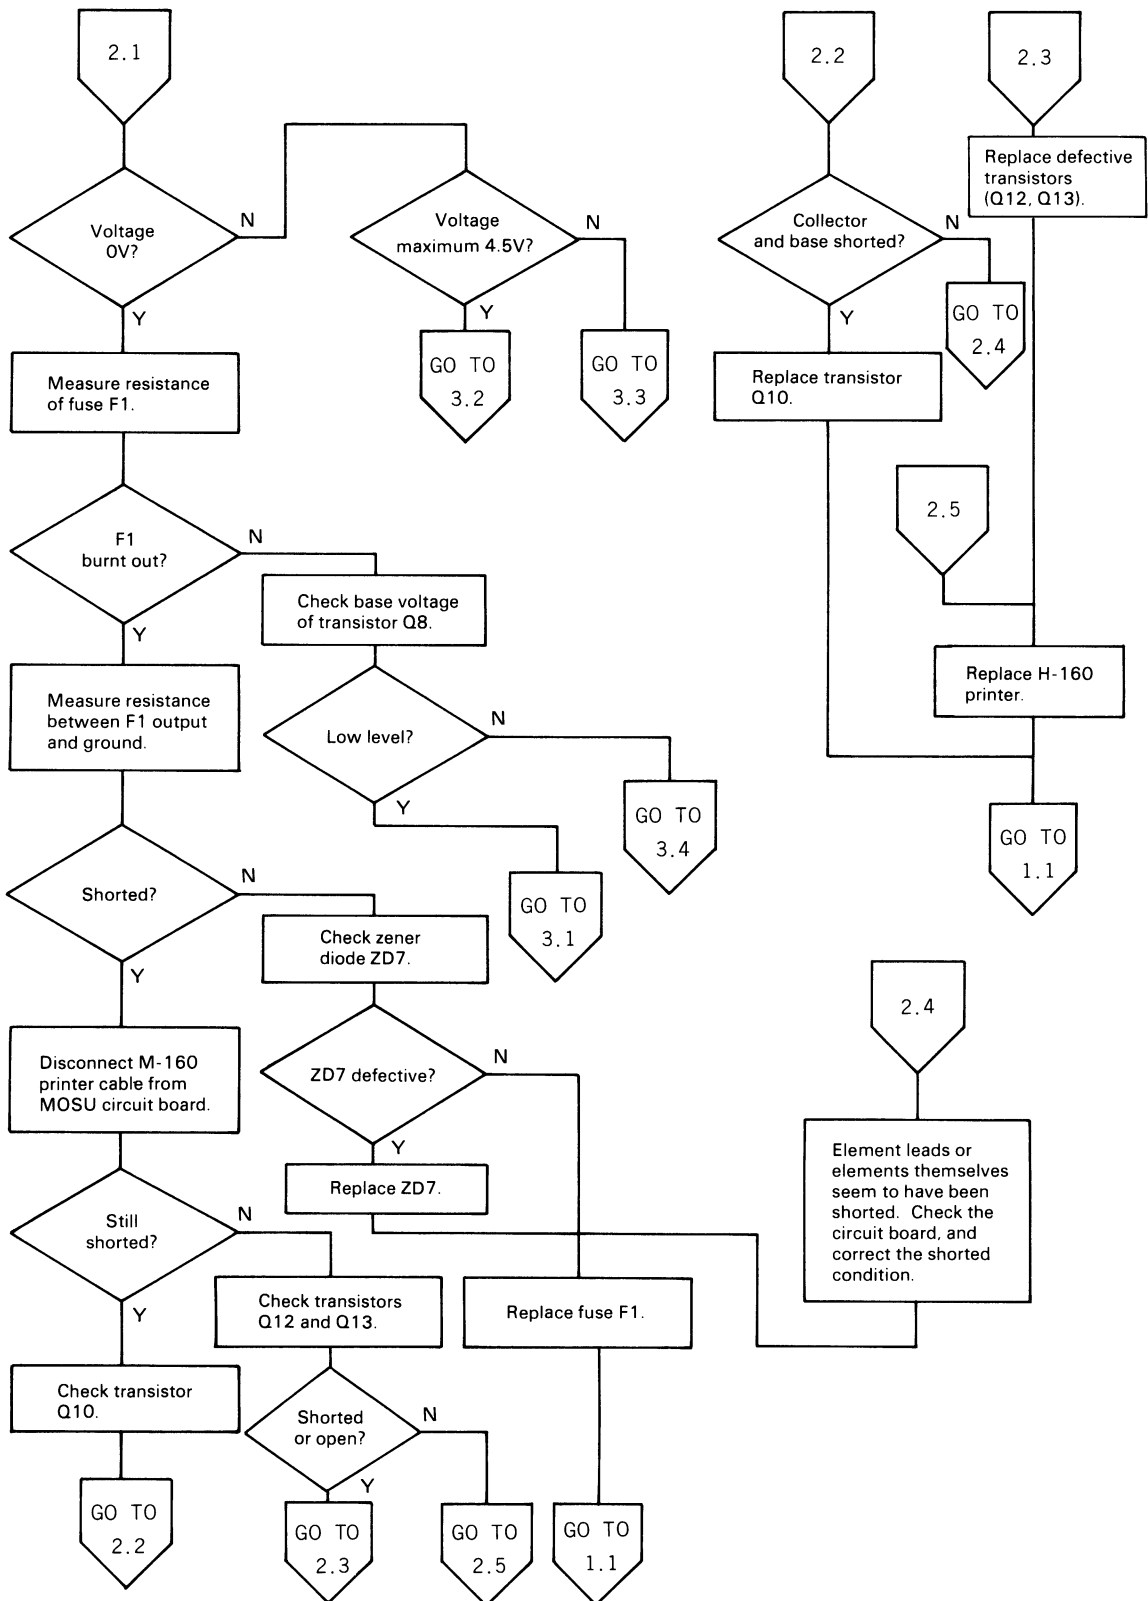 2.1
Voltage
0V?
N
Y
Voltage
maximum 4.5V?
N
Y
GO TO
3.2
GO TO
3.3
Measure resistance
of fuse F1.
F1
burnt out?
N
Y
Check base voltage
of transistor Q8.
Low level?
N
Y
GO TO
3.4
GO TO
3.1
Measure resistance
between F1 output
and ground.
Shorted?
N
Y
Check zener
diode ZD7.
ZD7 defective?
N
Y
Replace ZD7.
Disconnect M-160
printer cable from
MOSU circuit board.
Still
shorted?
N
Y
Check transistors
Q12 and Q13.
Replace fuse F1.
Check transistor
Q10.
Shorted
or open?
N
Y
GO TO
2.2
GO TO
2.3
GO TO
2.5
GO TO
1.1
2.2
Collector
and base shorted?
N
Y
GO TO
2.4
Replace transistor
Q10.
2.3
Replace defective
transistors
(Q12, Q13).
2.5
Replace H-160
printer.
GO TO
1.1
2.4
Element leads or
elements themselves
seem to have been
shorted. Check the
circuit board, and
correct the shorted
condition.